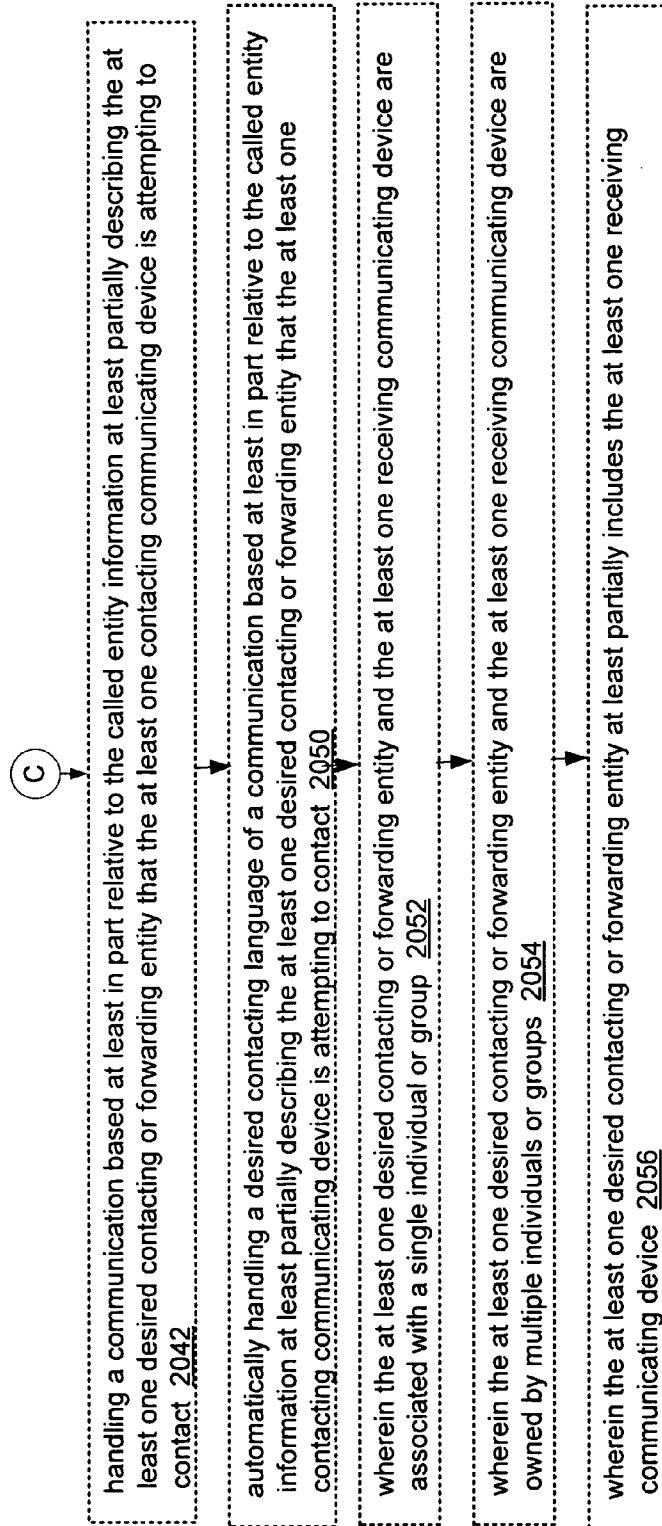 C
handling a communication based at least in part relative to the called entity information at least partially describing the at
least one desired contacting or forwarding entity that the at least one contacting communicating device is attempting to
contact 2042
automatically handling a desired contacting language of a communication based at least in part relative to the called entity
information at least partially describing the at least one desired contacting or forwarding entity that the at least one
contacting communicating device is attempting to contact 2050
wherein the at least one desired contacting or forwarding entity and the at least one receiving communicating device are
associated with a single individual or group 2052
wherein the at least one desired contacting or forwarding entity and the at least one receiving communicating device are
owned by multiple individuals or groups 2054
wherein the at least one desired contacting or forwarding entity at least partially includes the at least one receiving
communicating device 2056